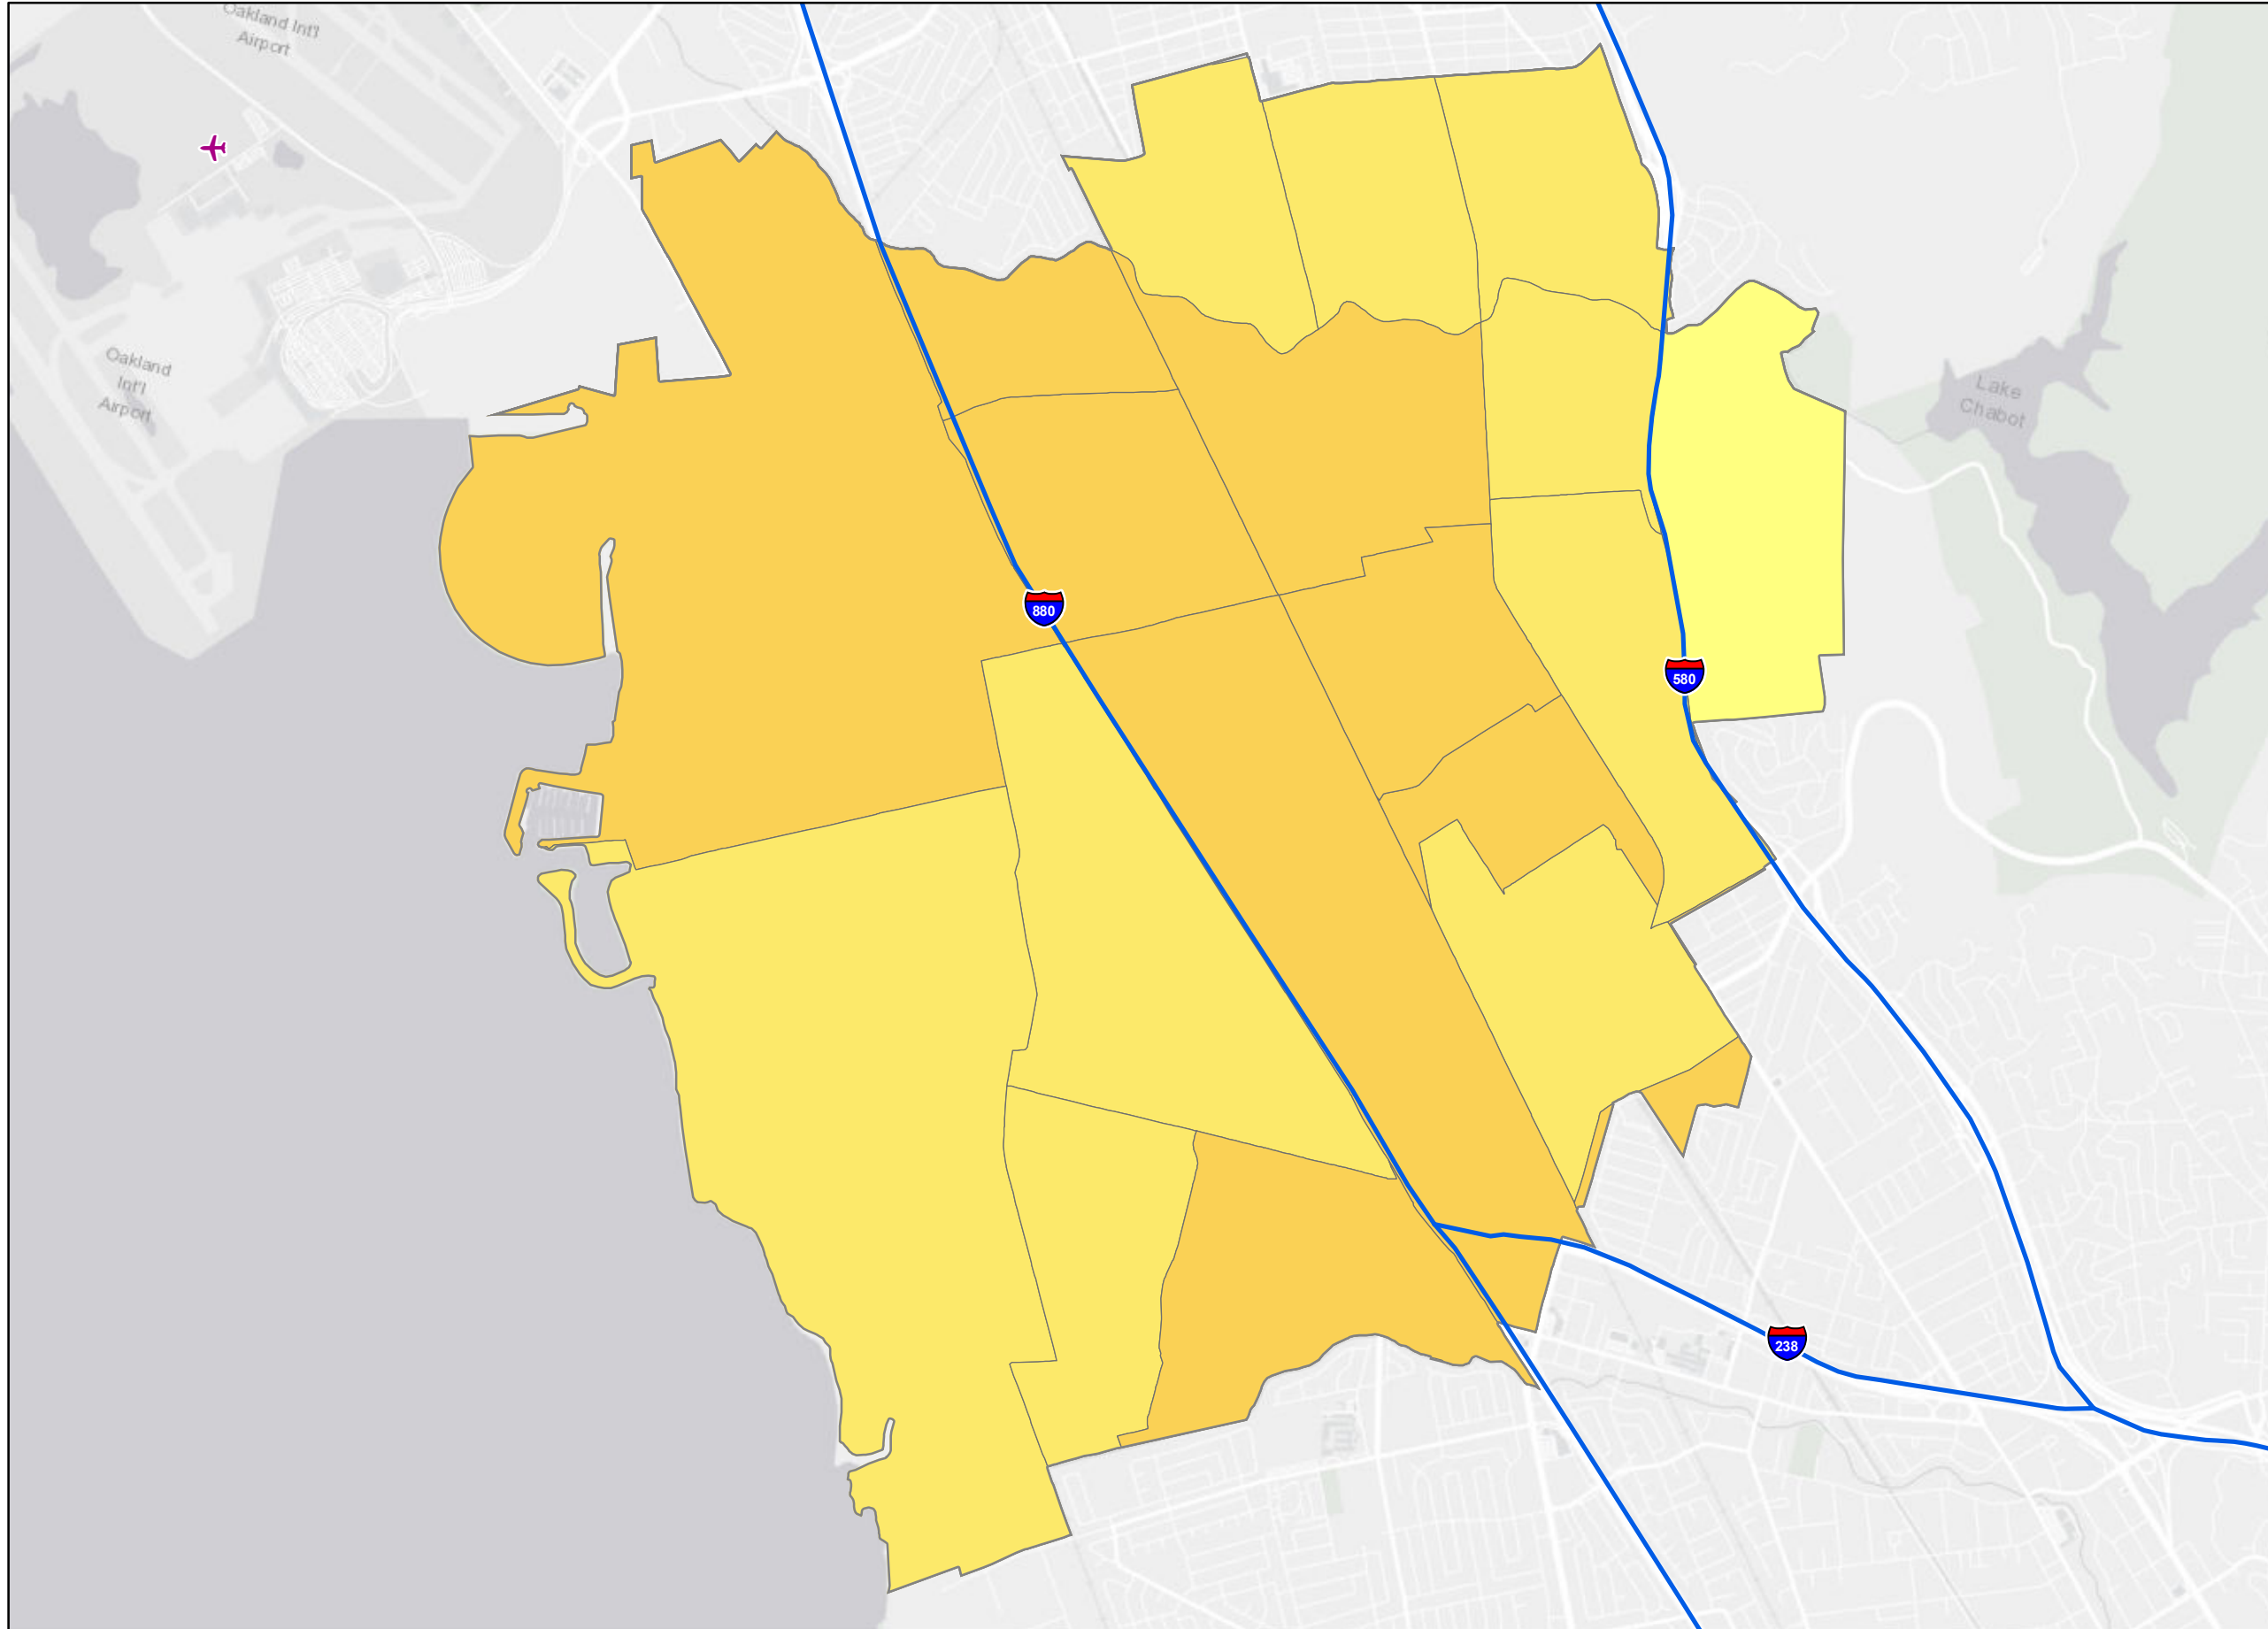 Oakland Int'l
Airport
Oakland
Int'l
Airport
Lake
Chabot
880
580
238